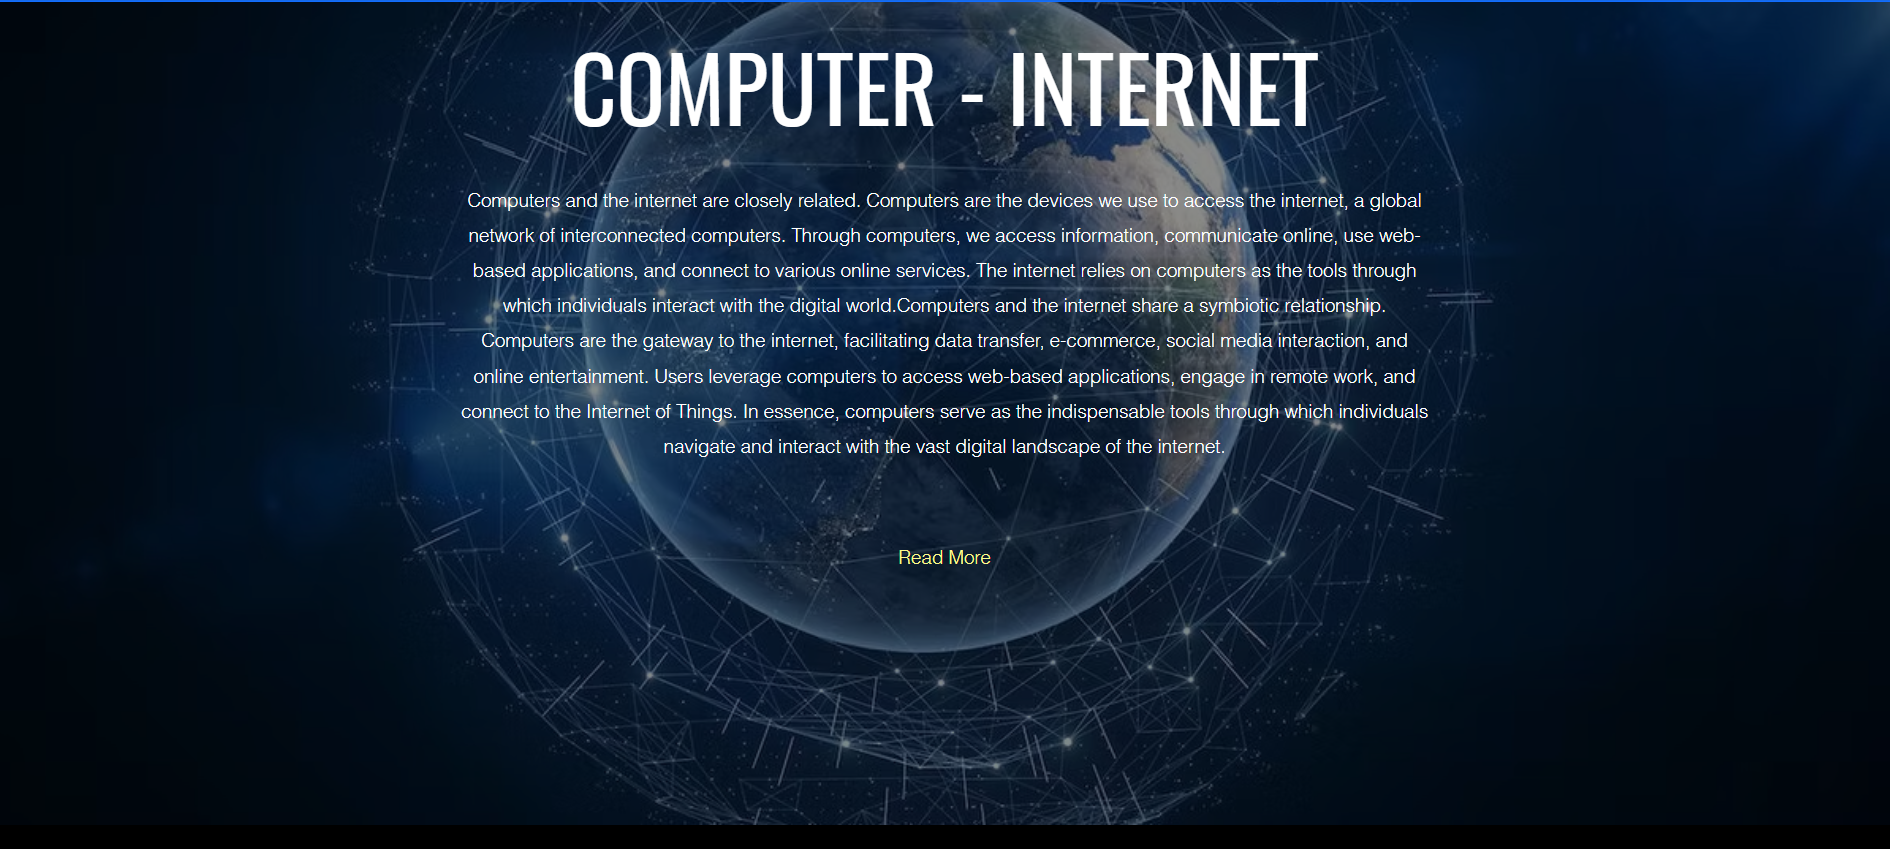 COMPUTER - INTERNET
Computers and the internet are closely related. Computers are the devices we use to access the internet, a global
network of interconnected computers. Through computers, we access information, communicate online, use web-
based applications, and connect to various online services. The internet relies on computers as the tools through
which individuals interact with the digital world.Computers and the internet share a symbiotic relationship.
Computers are the gateway to the internet, facilitating data transfer, e-commerce, social media interaction, and
online entertainment. Users leverage computers to access web-based applications, engage in remote work, and
connect to the Internet of Things. In essence, computers serve as the indispensable tools through which individuals
navigate and interact with the vast digital landscape of the internet.
Read More